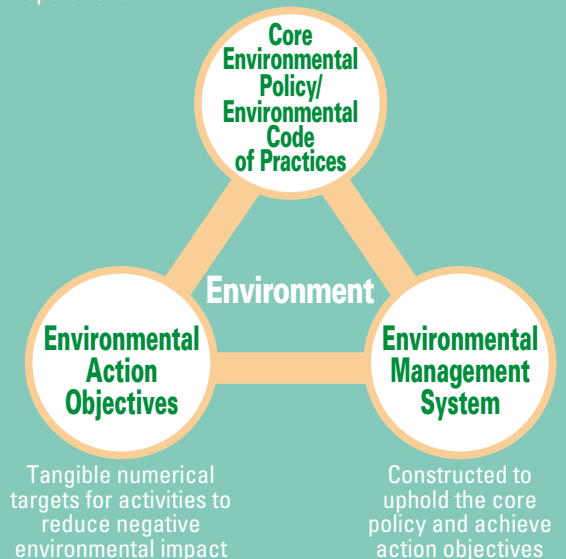 Core
Environmental
Policy/
Environmental
Code
of Practices
Environment
Environmental
Action
Objectives
Environmental
Management
System
Tangible numerical
targets for activities to
reduce negative
environmental impact
Constructed to
uphold the core
policy and achieve
action objectives